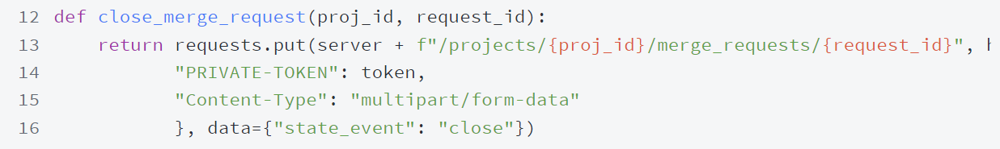 12 def close_merge_request(proj_id, request_id):
13     return requests.put(server + f"/projects/{proj_id}/merge_requests/{request_id}",
14            "PRIVATE-TOKEN": token,
15            "Content-Type": "multipart/form-data"
16            }, data={"state_event": "close"})